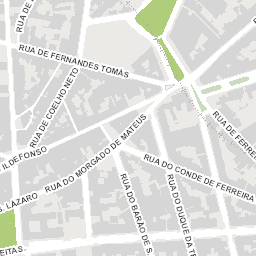 RUA DE FERNANDES TOMÁS
RUA DE COELHO NETO
ILDEFONSO
RUA DO MORGADO DE MATEUS
S. LÁZARO
RUA DO CONDE DE FERREIRA
RUA DE FERREI
RUA DO BARÃO DE S.
RUA DO DUQUE DA TE
EITAS.